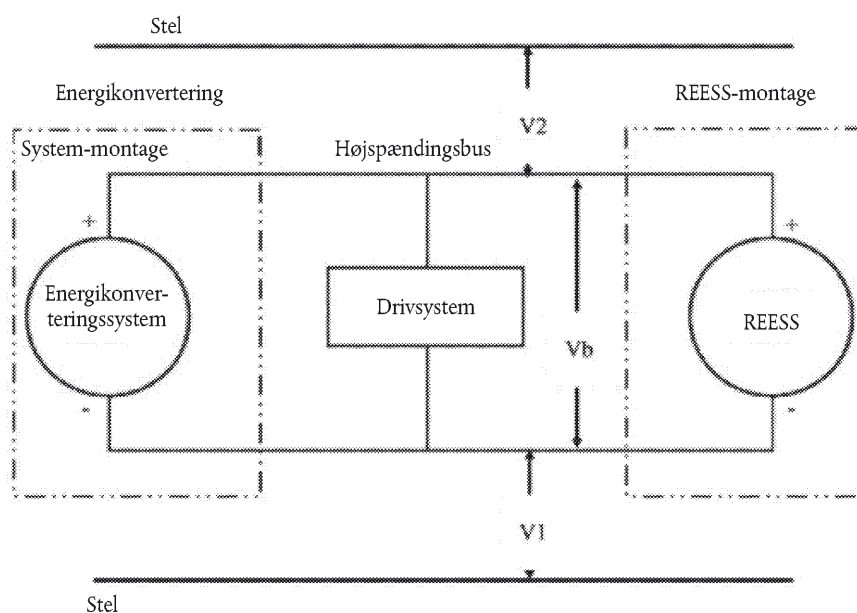 Stel
Energikonvertering
REESS-montage
V2
System-montage
Højspændingsbus
+
+
Energikonver-
teringssystem
Drivsystem
REESS
Vb
-
-
V1
Stel